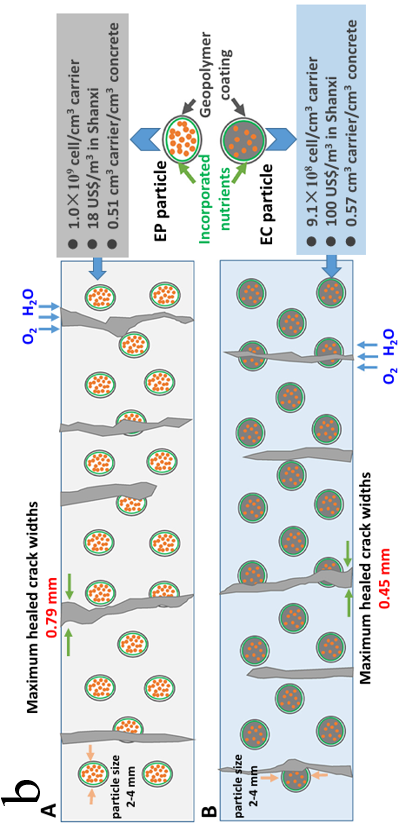 b
A
Maximum healed crack widths
0.79 mm
particle size
2-4 mm
O₂ H₂O
● 1.0×10⁹ cell/cm³ carrier
● 18 US$/m³ in Shanxi
● 0.51 cm³ carrier/cm³ concrete
EP particle
Incorporated
nutrients
Geopolymer
coating
EC particle
B
particle size
2-4 mm
Maximum healed crack widths
0.45 mm
O₂ H₂O
● 9.1×10⁸ cell/cm³ carrier
● 100 US$/m³ in Shanxi
● 0.57 cm³ carrier/cm³ concrete